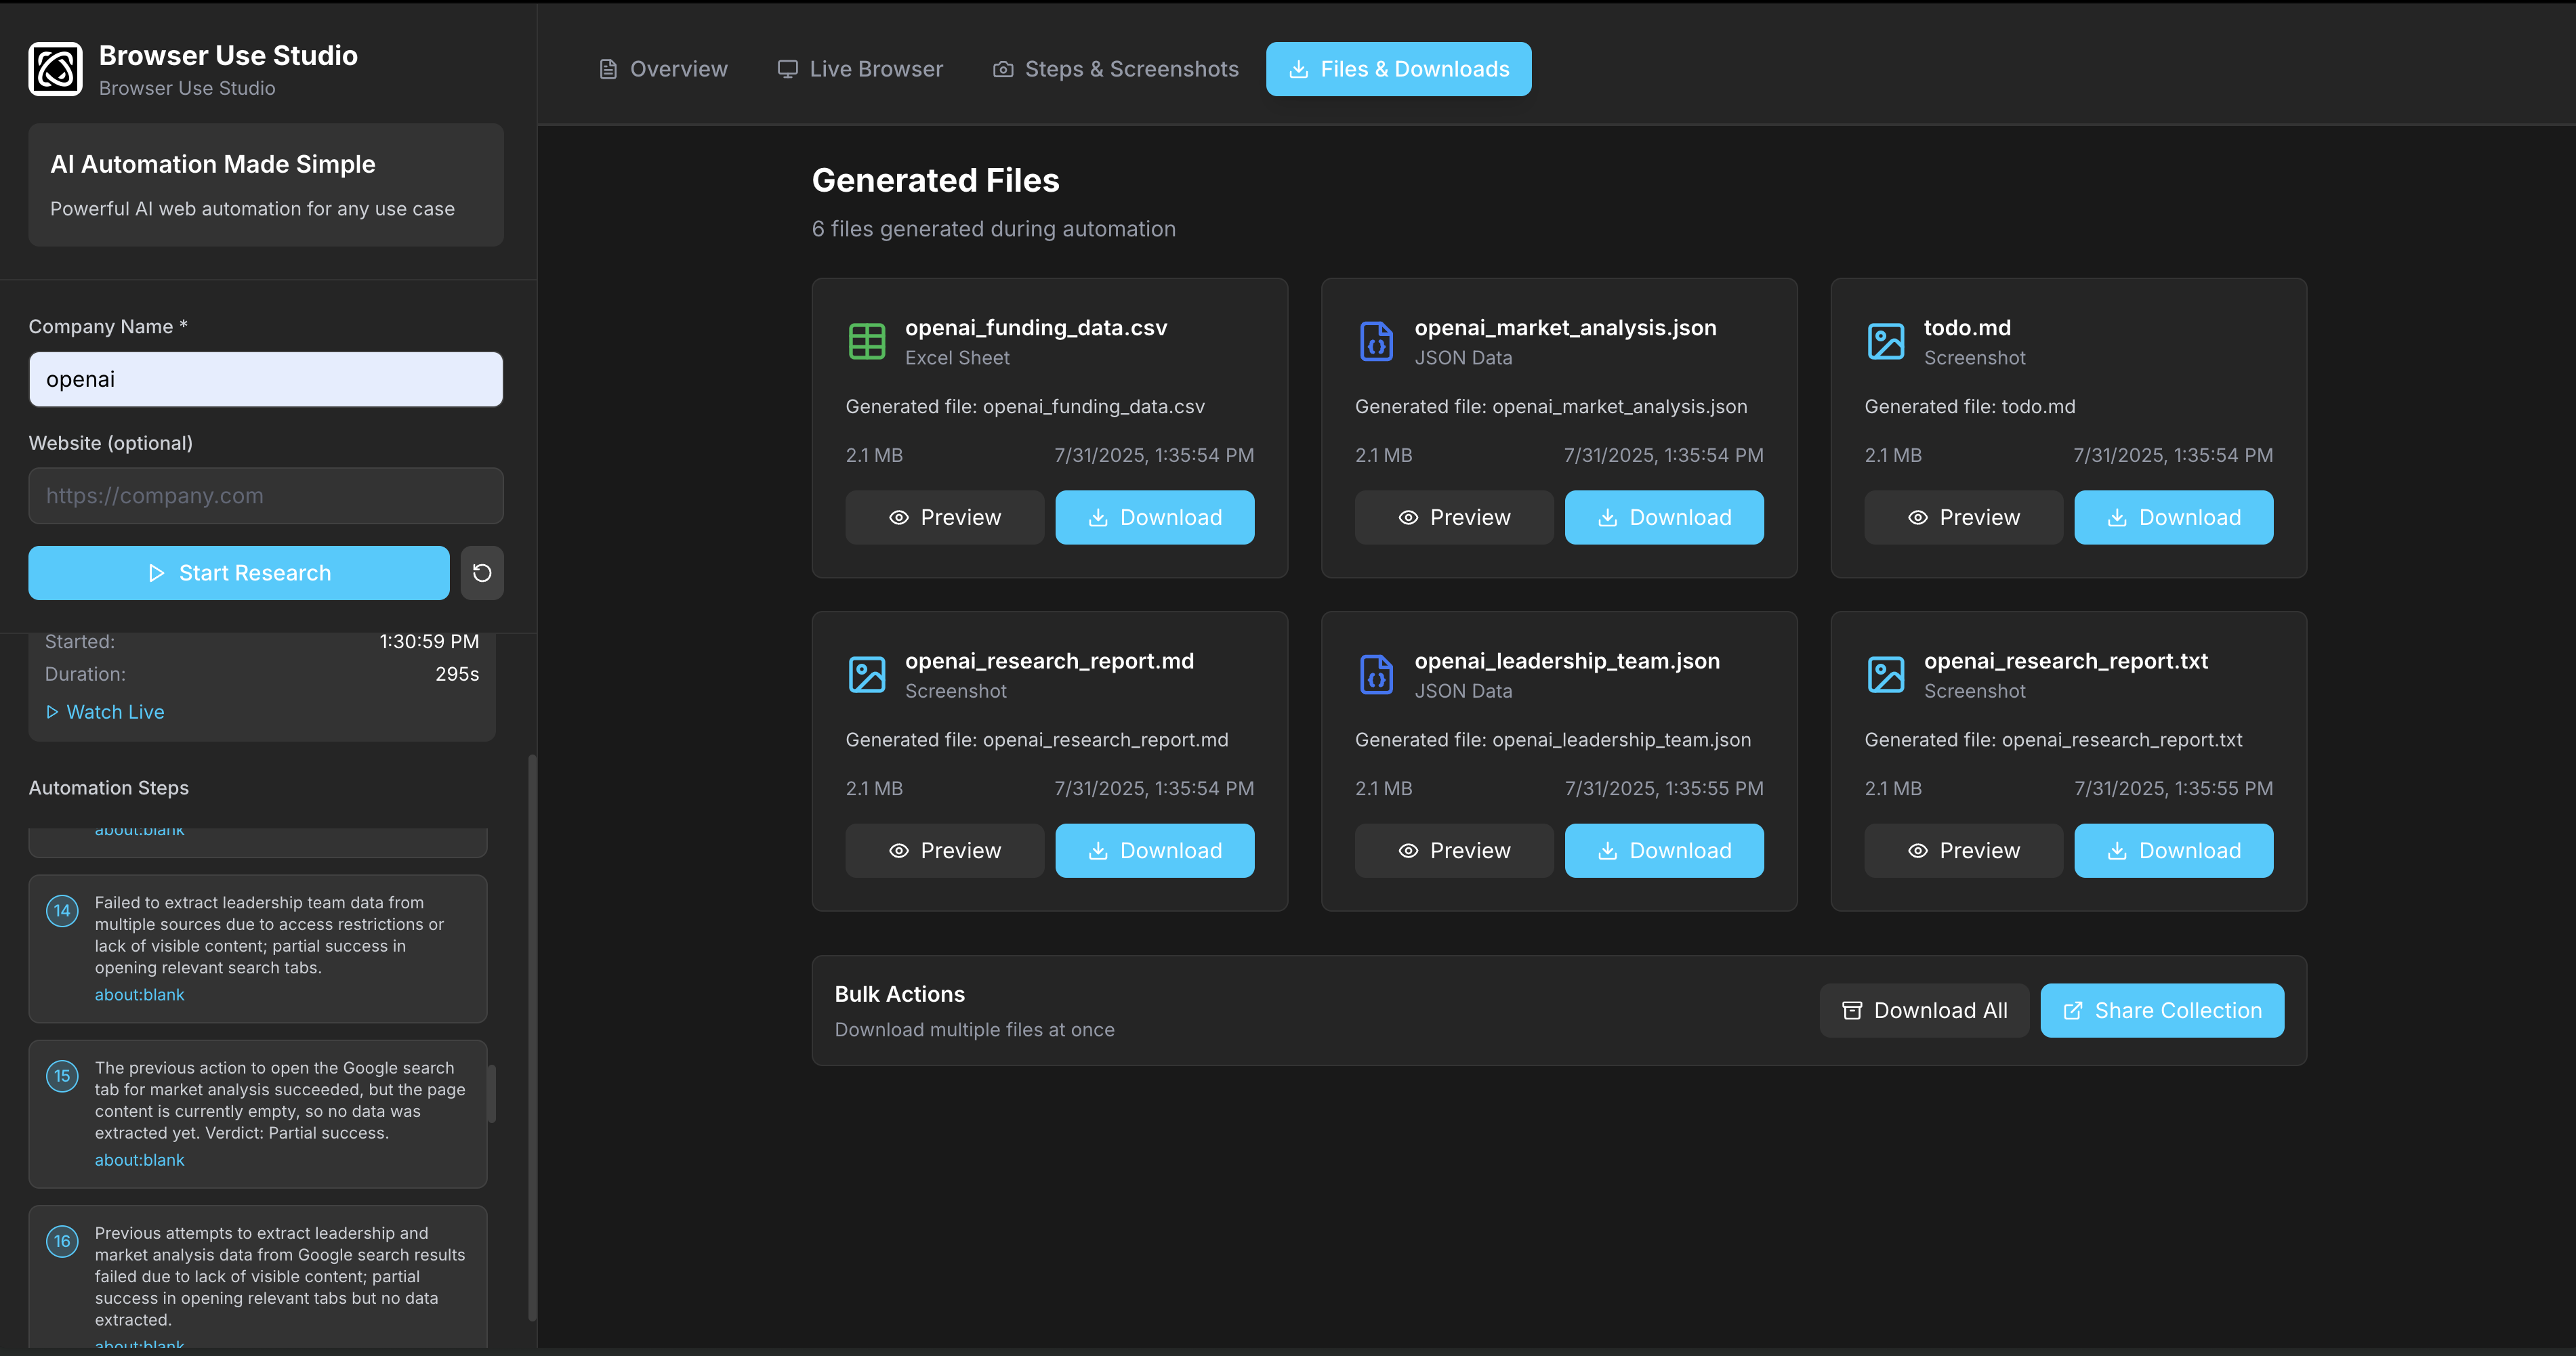 Browser Use Studio
Browser Use Studio
AI Automation Made Simple
Powerful AI web automation for any use case
Company Name *
openai
Website (optional)
https://company.com
Start Research
Started: 1:30:59 PM
Duration: 295s
Watch Live
Automation Steps
about:blank
14
Failed to extract leadership team data from
multiple sources due to access restrictions or
lack of visible content; partial success in
opening relevant search tabs.
about:blank
15
The previous action to open the Google search
tab for market analysis succeeded, but the page
content is currently empty, so no data was
extracted yet. Verdict: Partial success.
about:blank
16
Previous attempts to extract leadership and
market analysis data from Google search results
failed due to lack of visible content; partial
success in opening relevant tabs but no data
extracted.
about:blank
Overview
Live Browser
Steps & Screenshots
Files & Downloads
Generated Files
6 files generated during automation
openai_funding_data.csv
Excel Sheet
Generated file: openai_funding_data.csv
2.1 MB 7/31/2025, 1:35:54 PM
Preview Download
openai_market_analysis.json
JSON Data
Generated file: openai_market_analysis.json
2.1 MB 7/31/2025, 1:35:54 PM
Preview Download
todo.md
Screenshot
Generated file: todo.md
2.1 MB 7/31/2025, 1:35:54 PM
Preview Download
openai_research_report.md
Screenshot
Generated file: openai_research_report.md
2.1 MB 7/31/2025, 1:35:54 PM
Preview Download
openai_leadership_team.json
JSON Data
Generated file: openai_leadership_team.json
2.1 MB 7/31/2025, 1:35:55 PM
Preview Download
openai_research_report.txt
Screenshot
Generated file: openai_research_report.txt
2.1 MB 7/31/2025, 1:35:55 PM
Preview Download
Bulk Actions
Download multiple files at once
Download All
Share Collection